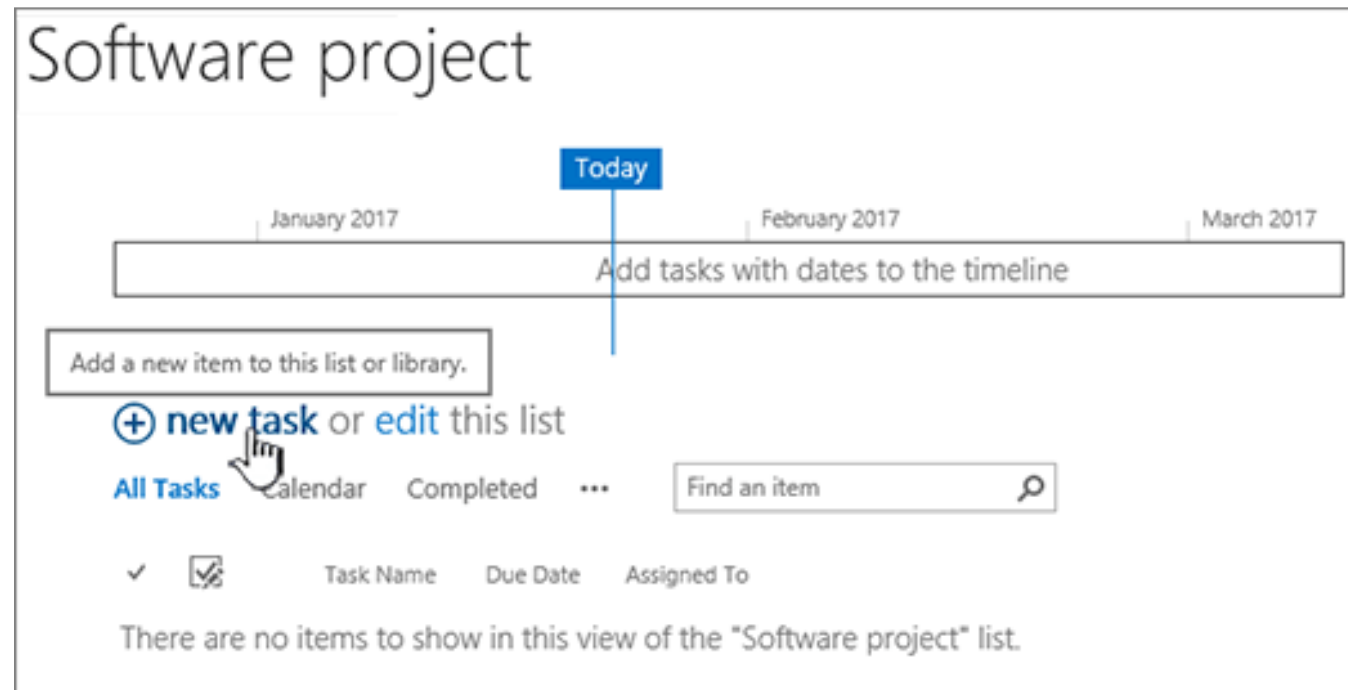 Software project
Today
January 2017 February 2017 March 2017
Add tasks with dates to the timeline
Add a new item to this list or library.
new task or edit this list
All Tasks Calendar Completed ••• Find an item
Task Name Due Date Assigned To
There are no items to show in this view of the "Software project" list.